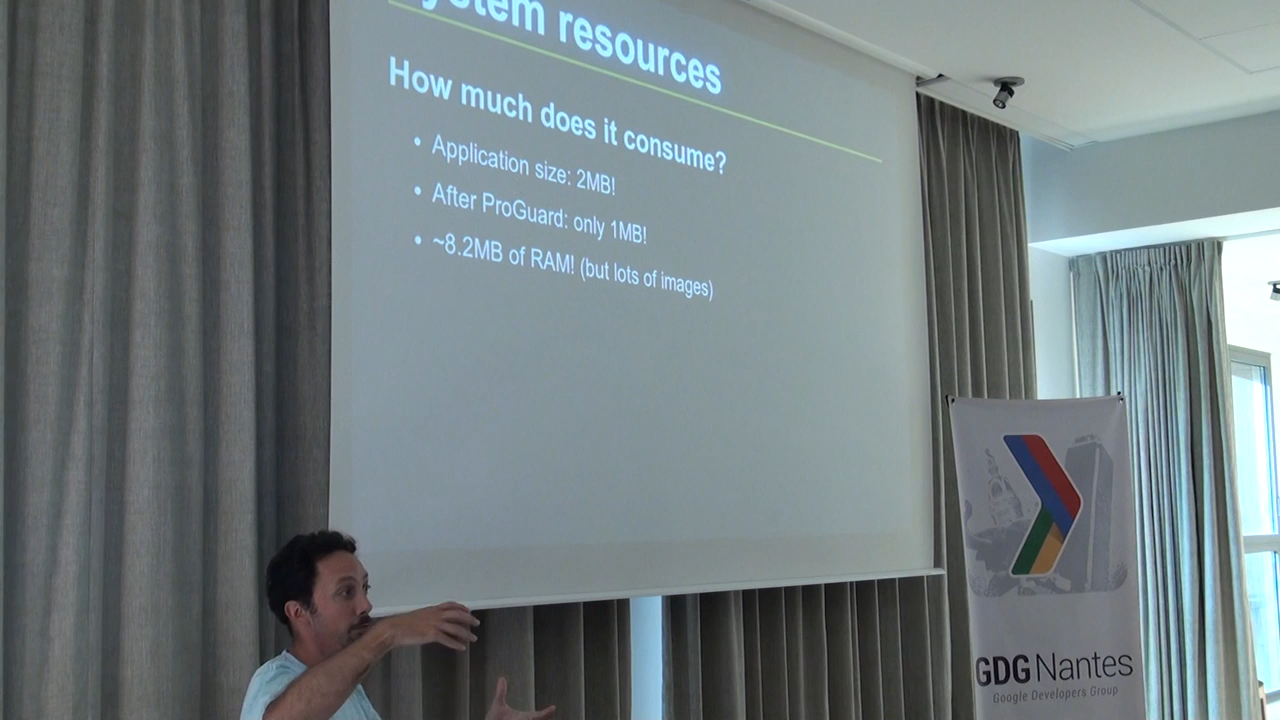 ystem resources
How much does it consume?
• Application size: 2MB!
• After ProGuard: only 1MB!
• ~8.2MB of RAM! (but lots of images)
GDG Nantes
Google Developers Group